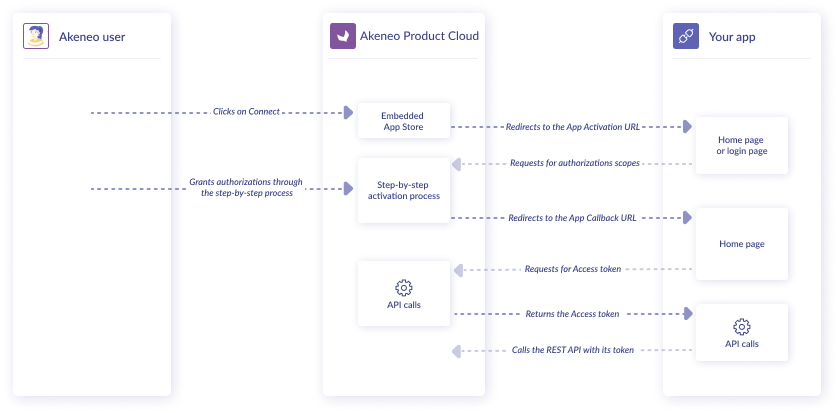 Akeneo user
Akeneo Product Cloud
Your app
Clicks on Connect
Embedded
App Store
Redirects to the App Activation URL
Home page
or login page
Requests for authorizations scopes
Grants authorizations through
the step-by-step process
Step-by-step
activation process
Redirects to the App Callback URL
Home page
Requests for Access token
API calls
Returns the Access token
API calls
Calls the REST API with its token